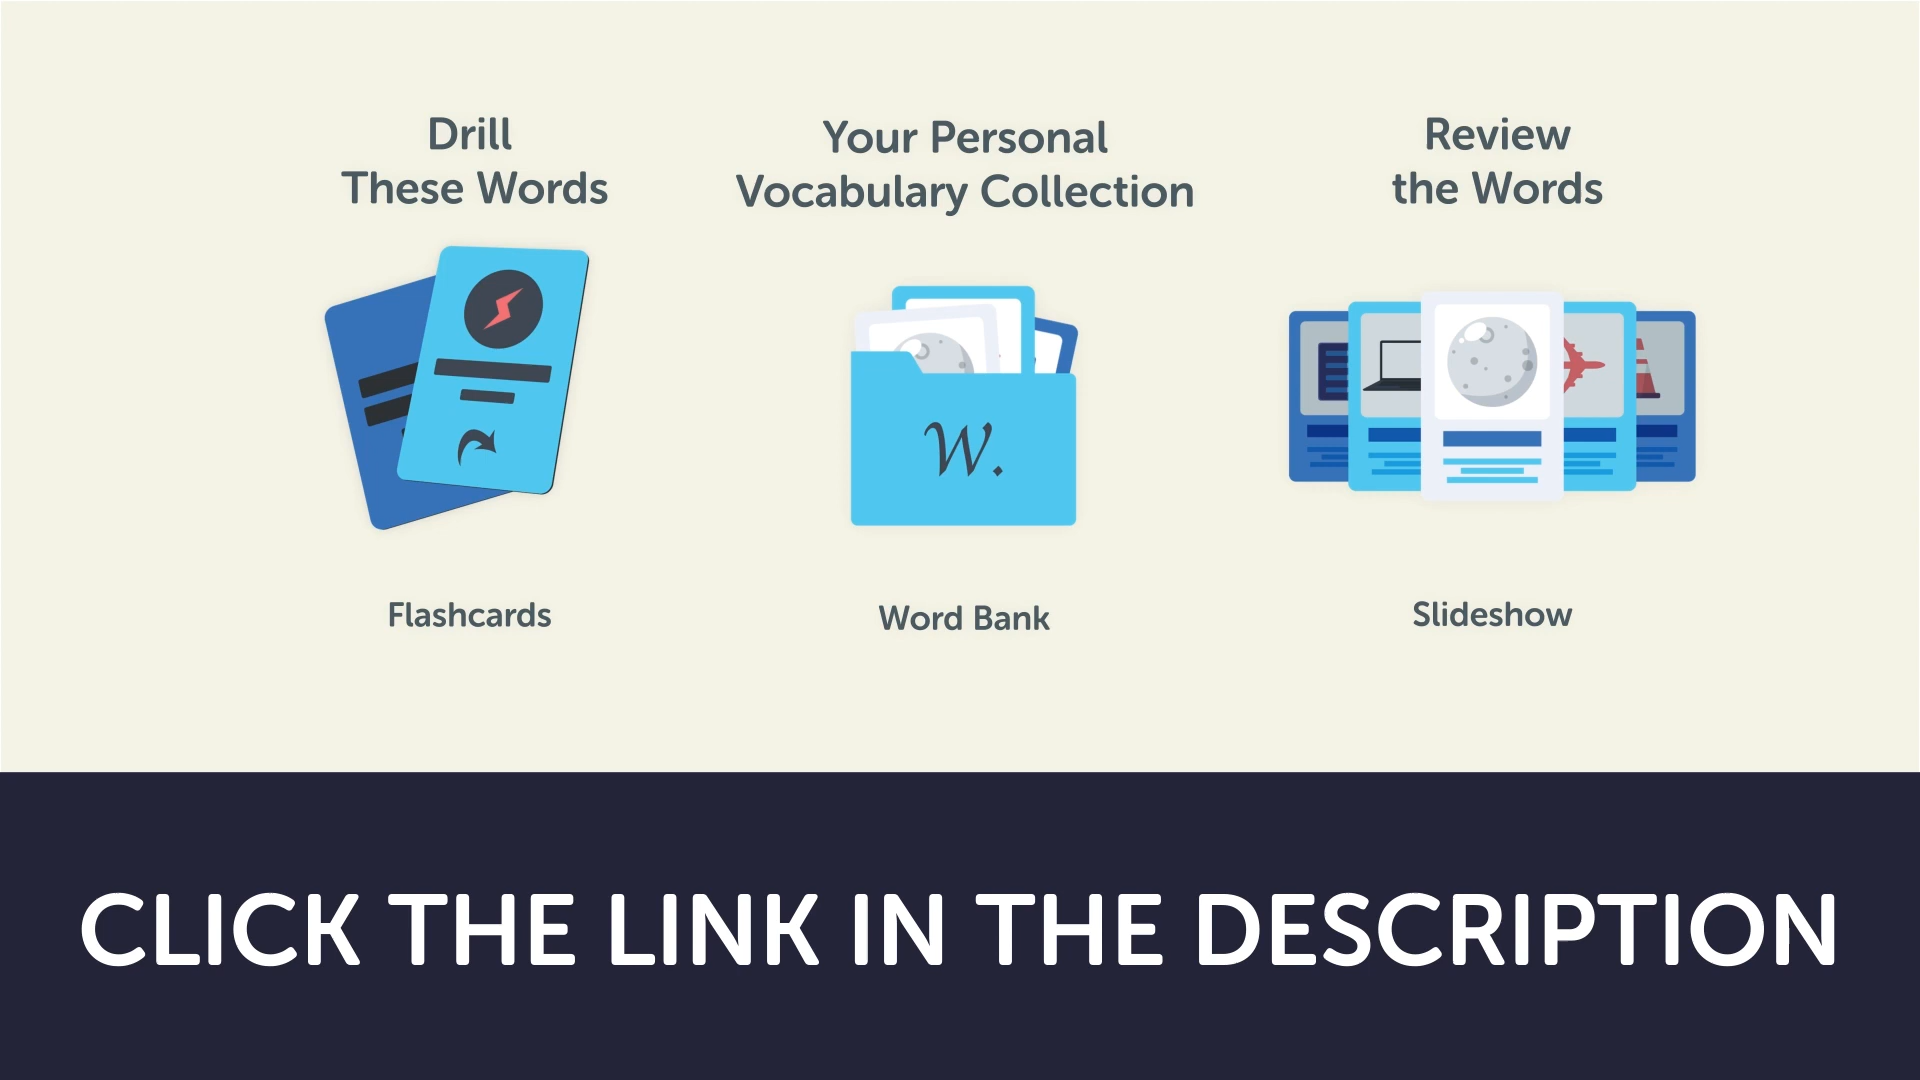 Drill
These Words
Your Personal
Vocabulary Collection
Review
the Words
W.
Flashcards
Word Bank
Slideshow
CLICK THE LINK IN THE DESCRIPTION